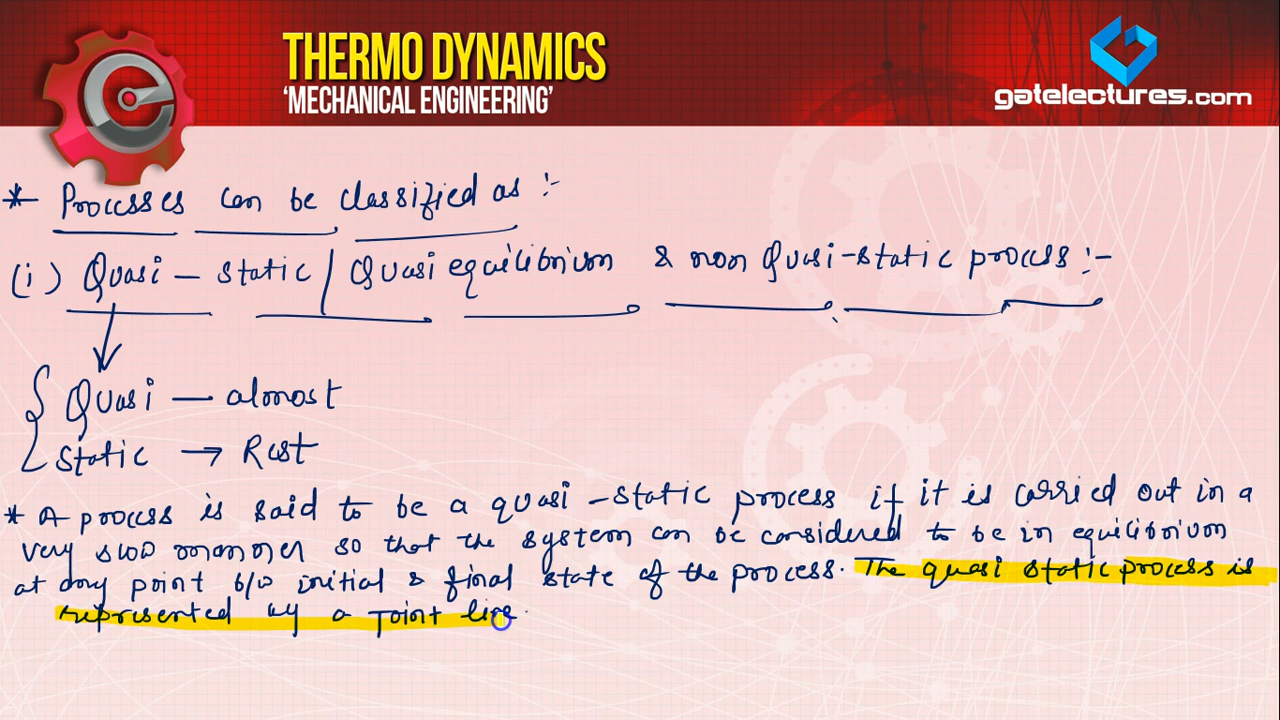 THERMO DYNAMICS
'MECHANICAL ENGINEERING'
gatelectures.com
* Processes can be classified as :-
(i) Quasi - static / Quasi equilibrium & non Quasi-static process :-
Quasi — almost
Static → Rest
* A process is said to be a quasi-static process if it is carried out in a
very slow manner so that the system can be considered to be in equilibrium
at any point b/w initial & final state of the process. The quasi static process is
represented by a Joint line.